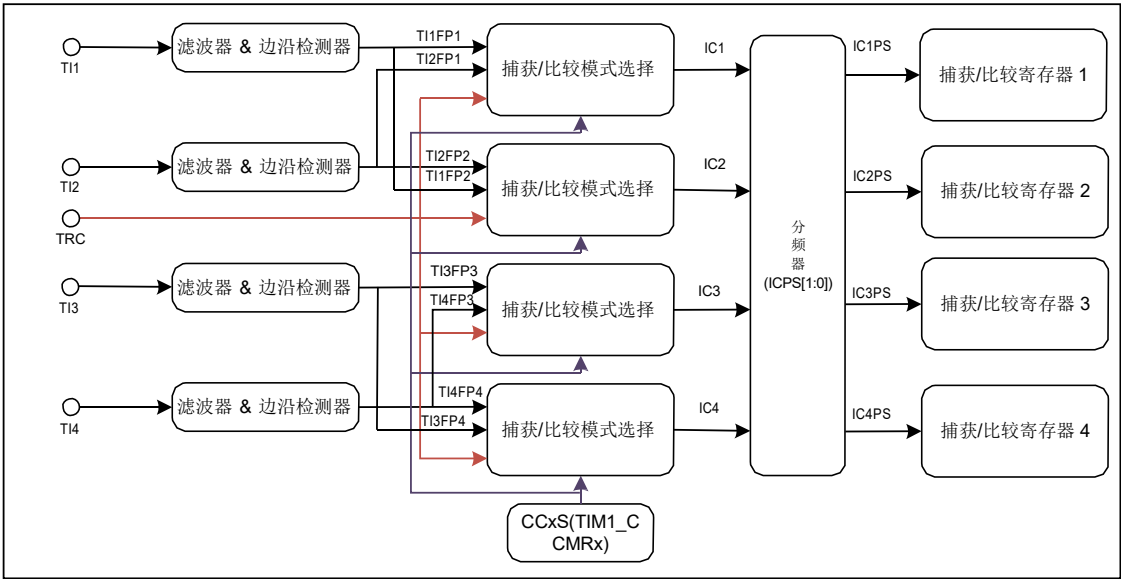 TI1
滤波器 & 边沿检测器
TI1FP1
TI2FP1
捕获/比较模式选择
IC1
IC1PS
捕获/比较寄存器 1
TI2
滤波器 & 边沿检测器
TI2FP2
TI1FP2
捕获/比较模式选择
IC2
IC2PS
捕获/比较寄存器 2
TRC
分
频
器
(ICPS[1:0])
TI3
滤波器 & 边沿检测器
TI3FP3
TI4FP3
捕获/比较模式选择
IC3
IC3PS
捕获/比较寄存器 3
TI4
滤波器 & 边沿检测器
TI4FP4
TI3FP4
捕获/比较模式选择
IC4
IC4PS
捕获/比较寄存器 4
CCxS(TIM1_C
CMRx)